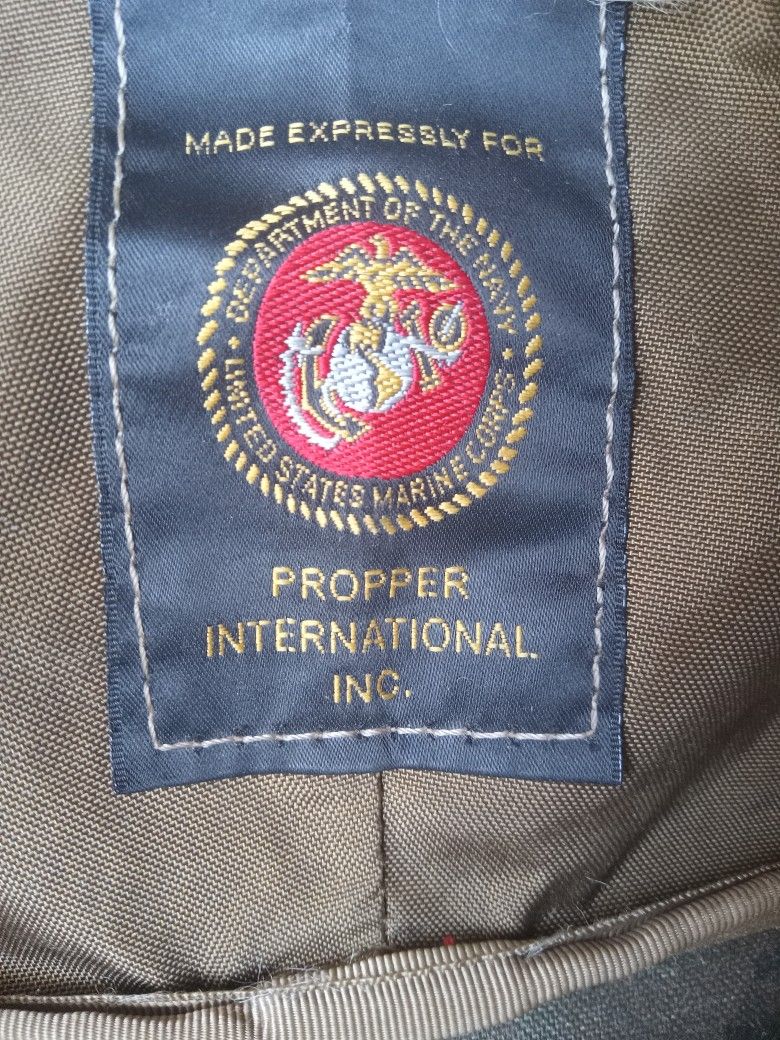 MADE EXPRESSLY FOR
DEPARTMENT OF THE NAVY
UNITED STATES MARINE CORPS
PROPPER
INTERNATIONAL
INC.